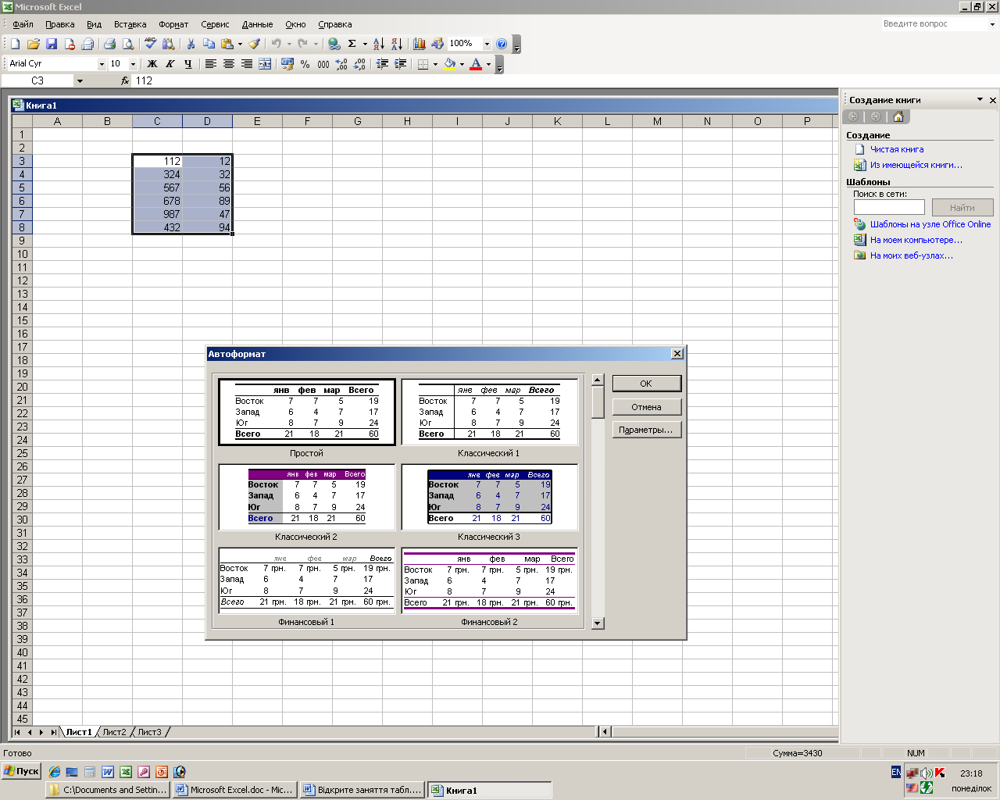 Microsoft Excel
Файл Правка Вид Вставка Формат Сервис Данные Окно Справка
Введите вопрос
100%
Arial Cyr 10 Ж К Ч % 000
C3 fx 112
Книга1
A B C D E F G H I J K L M N O P
1
2
3 112 12
4 324 32
5 567 56
6 678 89
7 987 47
8 432 94
9
10
11
12
13
14
15
16
17
18
19
20
21
22
23
24
25
26
27
28
29
30
31
32
33
34
35
36
37
38
39
40
41
42
43
44
45
Автоформат
янв фев мар Всего
Восток 7 7 5 19
Запад 6 4 7 17
Юг 8 7 9 24
Всего 21 18 21 60
Простой
янв фев мар Всего
Восток 7 7 5 19
Запад 6 4 7 17
Юг 8 7 9 24
Всего 21 18 21 60
Классический 1
янв фев мар Всего
Восток 7 7 5 19
Запад 6 4 7 17
Юг 8 7 9 24
Всего 21 18 21 60
Классический 2
янв фев мар Всего
Восток 7 7 5 19
Запад 6 4 7 17
Юг 8 7 9 24
Всего 21 18 21 60
Классический 3
янв фев мар Всего
Восток 7 грн. 7 грн. 5 грн. 19 грн.
Запад 6 4 7 17
Юг 8 7 9 24
Всего 21 грн. 18 грн. 21 грн. 60 грн.
Финансовый 1
янв фев мар Всего
Восток 7 грн. 7 грн. 5 грн. 19 грн.
Запад 6 4 7 17
Юг 8 7 9 24
Всего 21 грн. 18 грн. 21 грн. 60 грн.
Финансовый 2
ОК
Отмена
Параметры...
Создание книги
Создание
Чистая книга
Из имеющейся книги...
Шаблоны
Поиск в сети:
Найти
Шаблоны на узле Office Online
На моем компьютере...
На моих веб-узлах...
Лист1 Лист2 Лист3
Готово Сумма=3430 NUM
Пуск
EN 23:18
понеділок
C:\Documents and Settin... Microsoft Excel.doc - Mic... Відкрите заняття табл.... Книга1